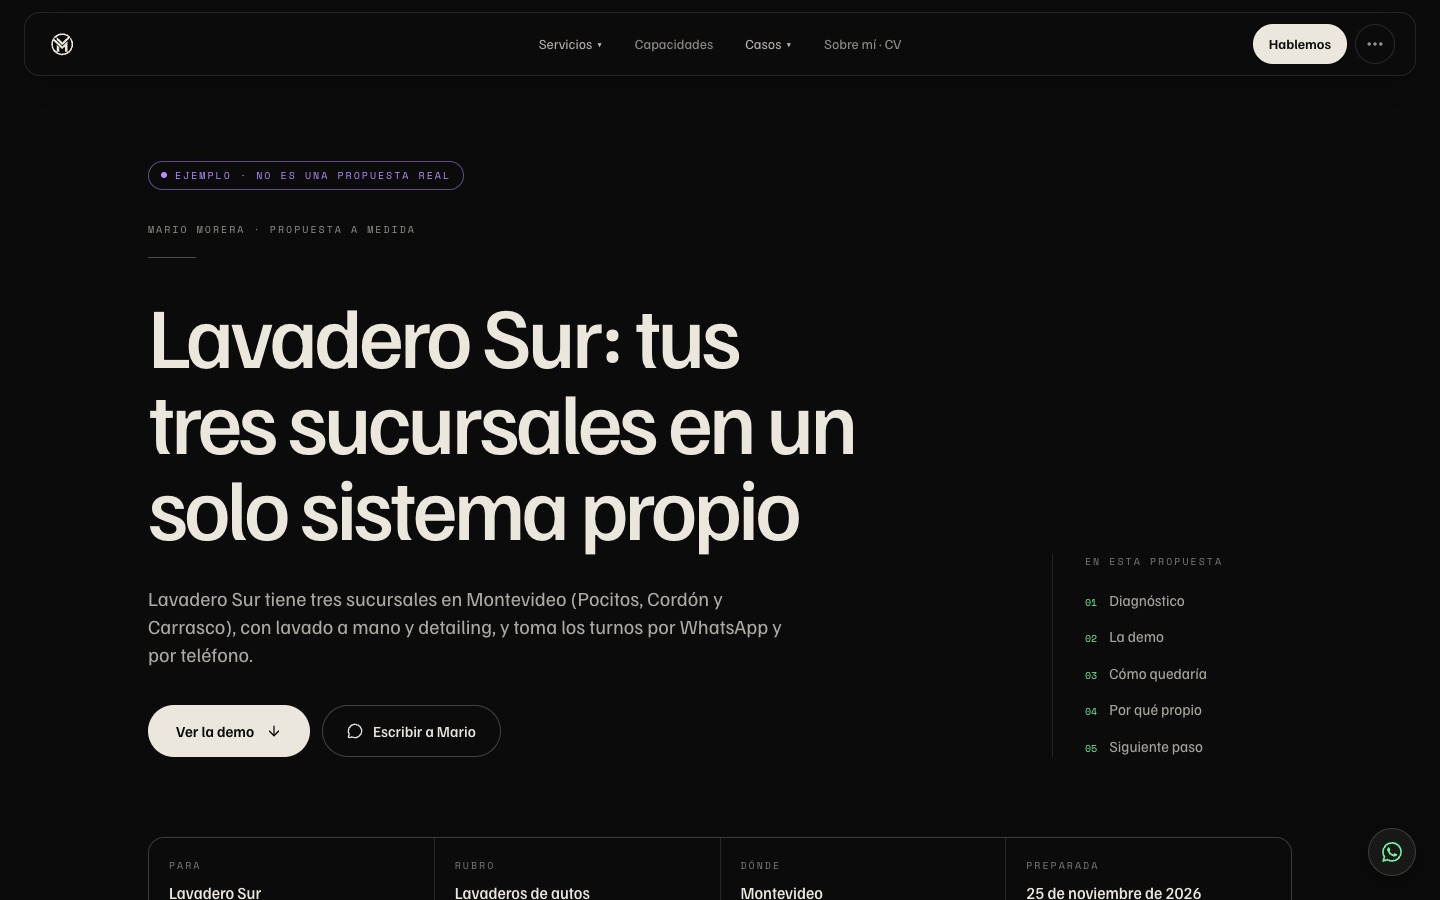 Servicios ▾
Capacidades
Casos ▾
Sobre mí · CV
Hablemos
EJEMPLO · NO ES UNA PROPUESTA REAL
MARIO MORERA · PROPUESTA A MEDIDA
Lavadero Sur: tus
tres sucursales en un
solo sistema propio
Lavadero Sur tiene tres sucursales en Montevideo (Pocitos, Cordón y
Carrasco), con lavado a mano y detailing, y toma los turnos por WhatsApp y
por teléfono.
Ver la demo
Escribir a Mario
EN ESTA PROPUESTA
01 Diagnóstico
02 La demo
03 Cómo quedaría
04 Por qué propio
05 Siguiente paso
PARA
Lavadero Sur
RUBRO
Lavaderos de autos
DÓNDE
Montevideo
PREPARADA
25 de noviembre de 2026